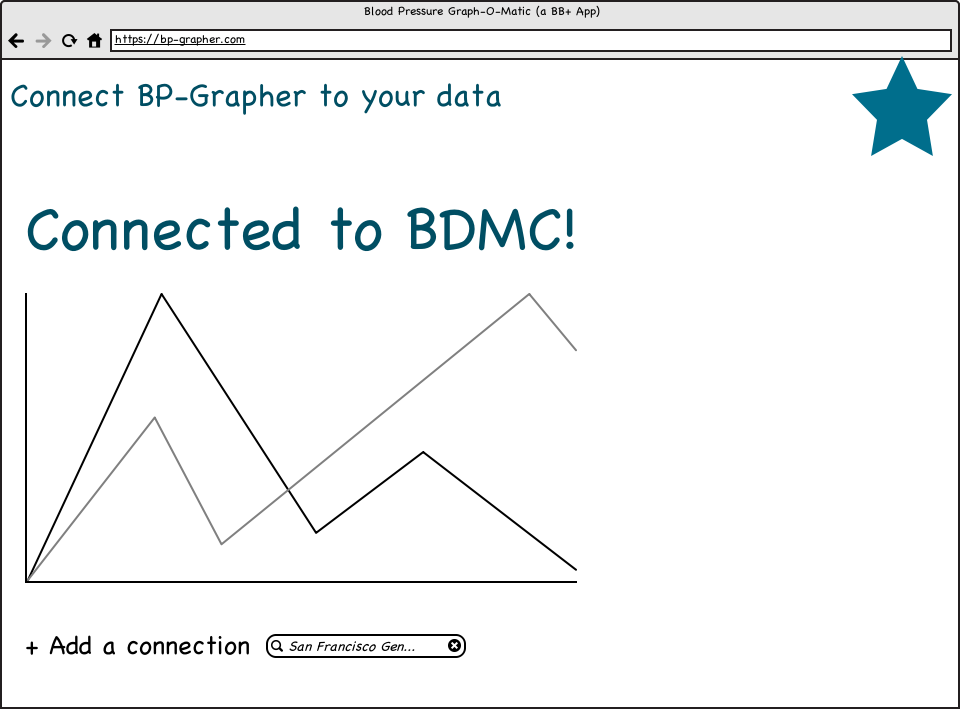 Blood Pressure Graph-O-Matic (a BB+ App)
https://bp-grapher.com
Connect BP-Grapher to your data
Connected to BDMC!
+ Add a connection San Francisco Gen...